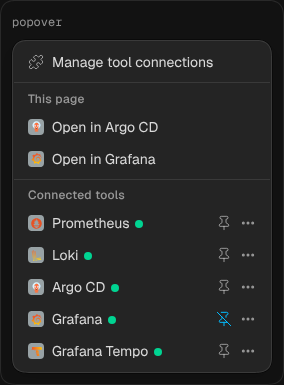 popover
Manage tool connections
This page
Open in Argo CD
Open in Grafana
Connected tools
Prometheus
Loki
Argo CD
Grafana
Grafana Tempo